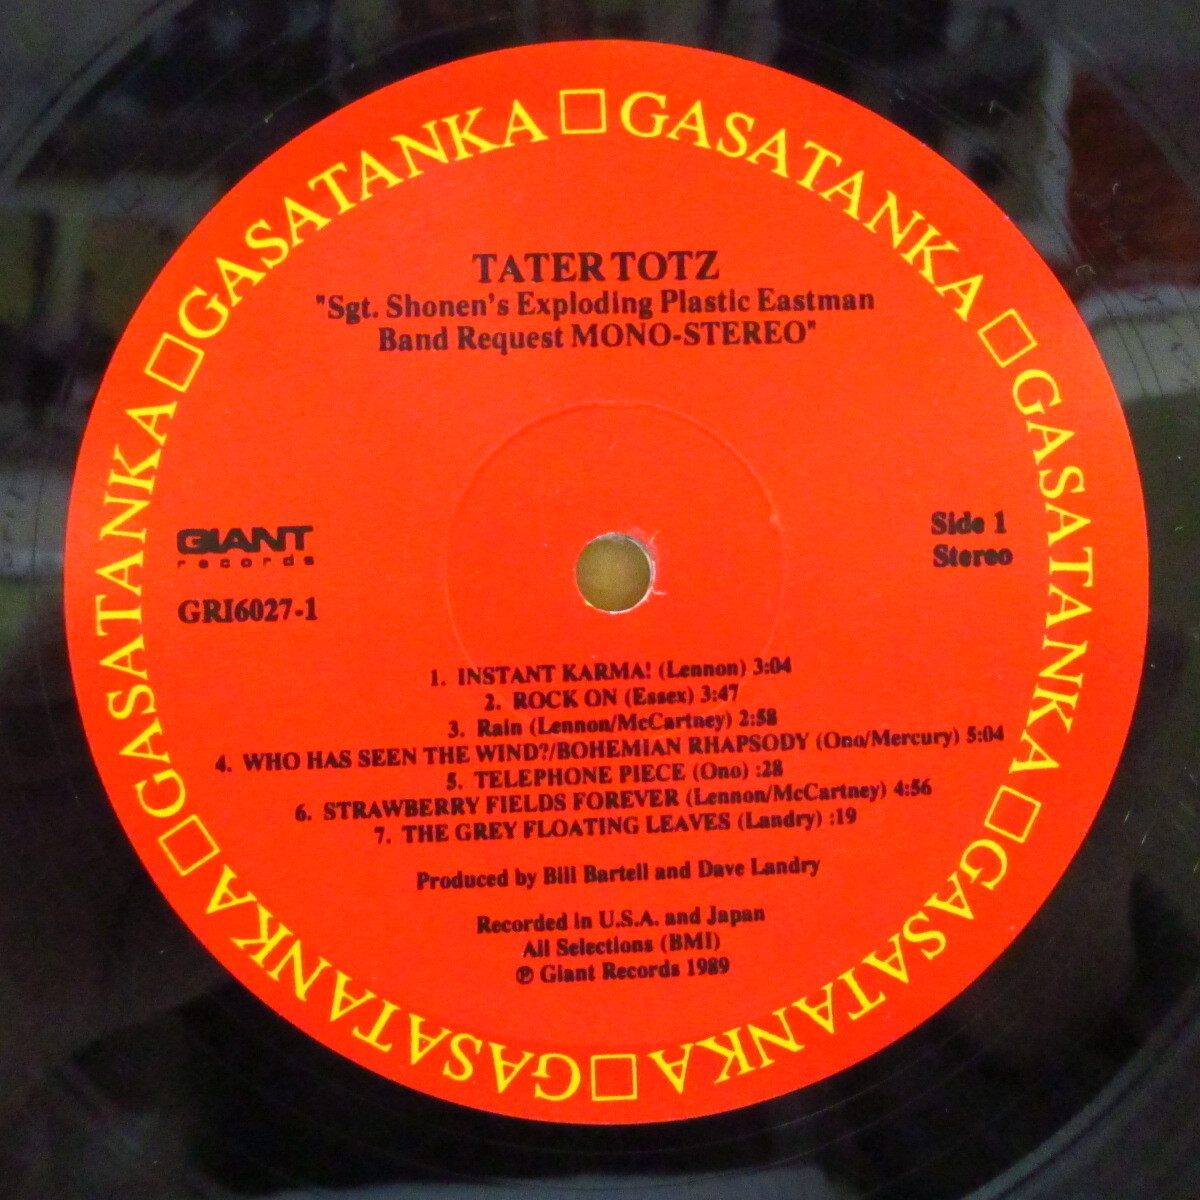 GASATANKA □ GASATANKA □ GASATANKA □ GASATANKA □ GASATANKA □ GASATANKA □ GASATANKA □
TATER TOTZ
"Sgt. Shonen's Exploding Plastic Eastman
Band Request MONO-STEREO"
GIANT
records
GRI6027-1
Side 1
Stereo
1. INSTANT KARMA! (Lennon) 3:04
2. ROCK ON (Essex) 3:47
3. Rain (Lennon/McCartney) 2:58
4. WHO HAS SEEN THE WIND?/BOHEMIAN RHAPSODY (Ono/Mercury) 5:04
5. TELEPHONE PIECE (Ono) :28
6. STRAWBERRY FIELDS FOREVER (Lennon/McCartney) 4:56
7. THE GREY FLOATING LEAVES (Landry) :19
Produced by Bill Bartell and Dave Landry
Recorded in U.S.A. and Japan
All Selections (BMI)
℗ Giant Records 1989